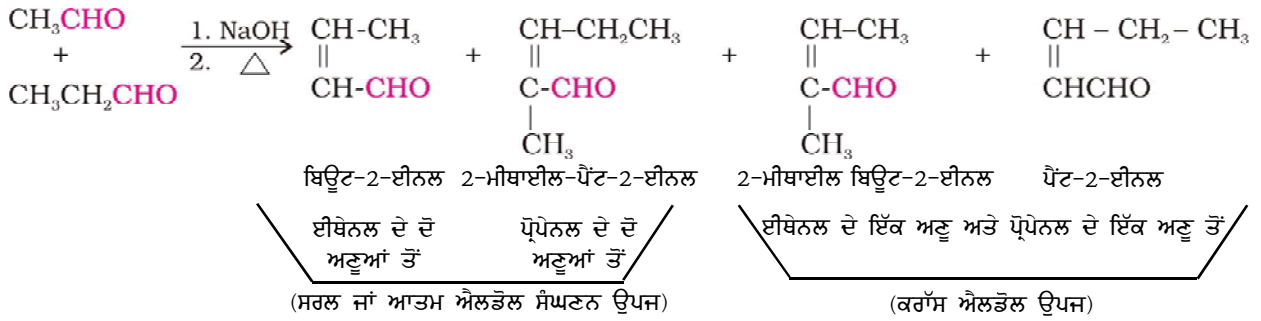 CH₃CHO 1. NaOH CH-CH₃ CH–CH₂CH₃ CH–CH₃ CH – CH₂– CH₃
+ 2. △ || + || + || + ||
CH₃CH₂CHO CH-CHO C-CHO C-CHO CHCHO
| |
CH₃ CH₃
ਬਿਊਟ-2-ਈਨਲ 2-ਮੀਥਾਈਲ-ਪੈਂਟ-2-ਈਨਲ 2-ਮੀਥਾਈਲ ਬਿਊਟ-2-ਈਨਲ ਪੈਂਟ-2-ਈਨਲ
ਈਥੇਨਲ ਦੇ ਦੋ ਪ੍ਰੋਪੇਨਲ ਦੇ ਦੋ ਈਥੇਨਲ ਦੇ ਇੱਕ ਅਣੂ ਅਤੇ ਪ੍ਰੋਪੇਨਲ ਦੇ ਇੱਕ ਅਣੂ ਤੋਂ
ਅਣੂਆਂ ਤੋਂ ਅਣੂਆਂ ਤੋਂ
(ਸਰਲ ਜਾਂ ਆਤਮ ਐਲਡੋਲ ਸੰਘਣਨ ਉਪਜ) (ਕਰਾੱਸ ਐਲਡੋਲ ਉਪਜ)